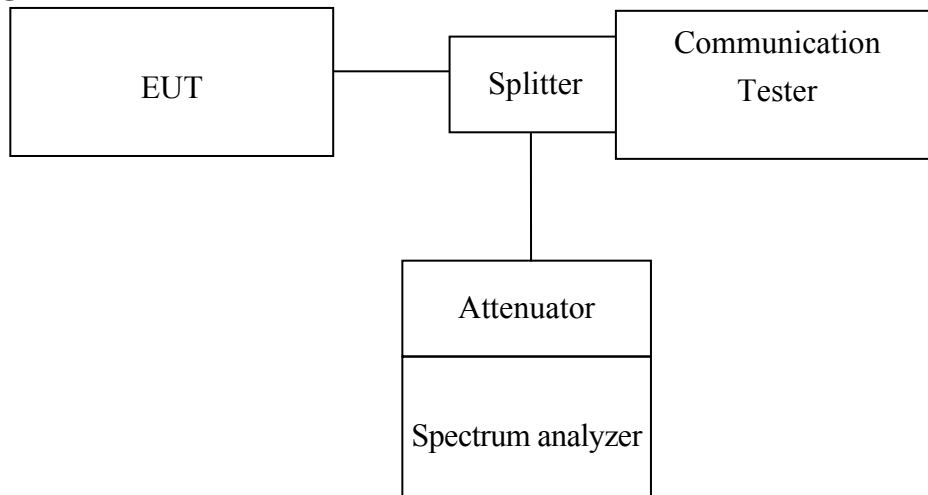 EUT
Splitter
Communication
Tester
Attenuator
Spectrum analyzer